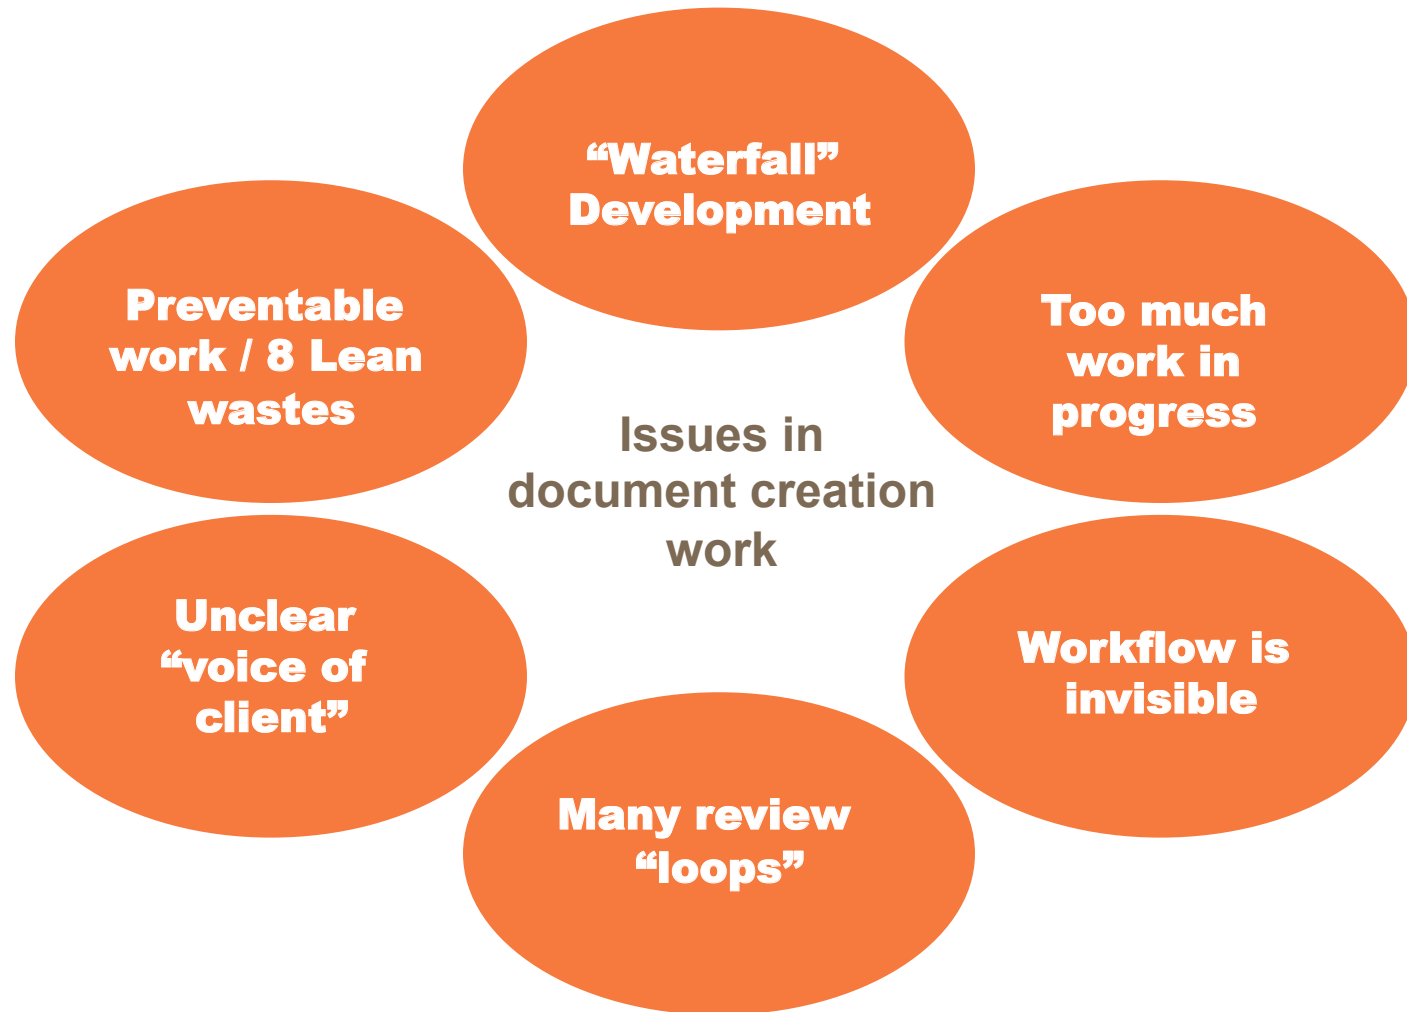 “Waterfall”
Development
Preventable
work / 8 Lean
wastes
Too much
work in
progress
Issues in
document creation
work
Unclear
“voice of
client”
Workflow is
invisible
Many review
“loops”